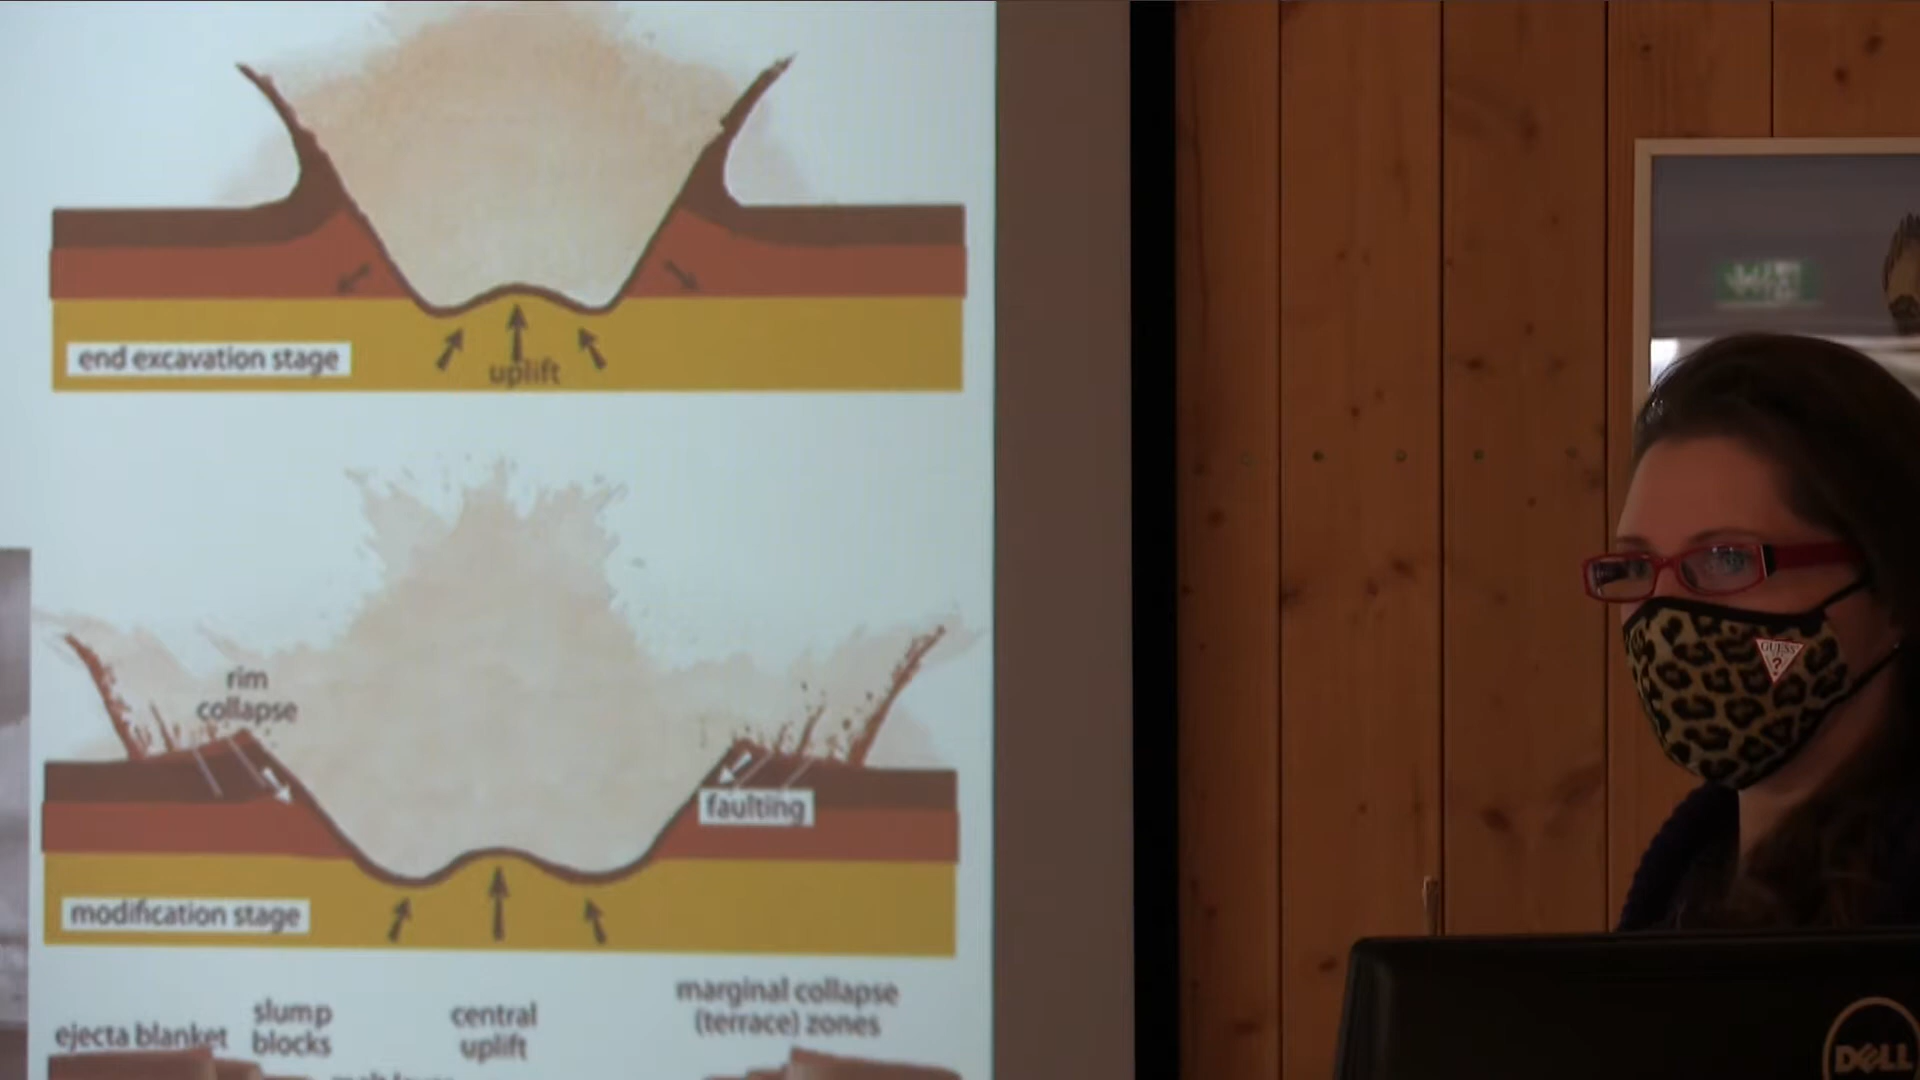 end excavation stage
uplift
rim
collapse
faulting
modification stage
ejecta blanket
slump
blocks
central
uplift
marginal collapse
(terrace) zones
GUESS
?
DELL